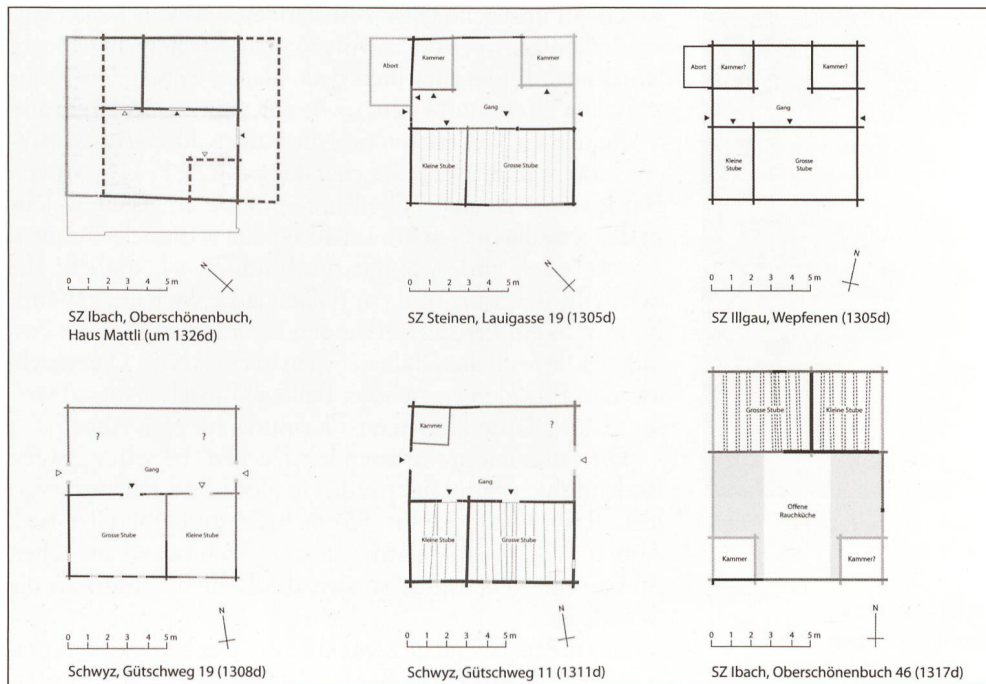 Abort
Kammer
Kammer
Gang
Kleine Stube
Grosse Stube
Kammer?
Kammer?
Abort
Gang
Kleine
Stube
Grosse
Stube
N
0 1 2 3 4 5 m
SZ Ibach, Oberschönenbuch,
Haus Mattli (um 1326d)
N
0 1 2 3 4 5 m
SZ Steinen, Lauigasse 19 (1305d)
N
0 1 2 3 4 5 m
SZ Illgau, Wepfenen (1305d)
?
?
Gang
Grosse Stube
Kleine Stube
Kammer
?
Gang
Kleine Stube
Grosse Stube
Grosse Stube
Kleine Stube
Offene
Rauchküche
Kammer
Kammer?
N
0 1 2 3 4 5 m
Schwyz, Gütschweg 19 (1308d)
N
0 1 2 3 4 5 m
Schwyz, Gütschweg 11 (1311d)
N
0 1 2 3 4 5 m
SZ Ibach, Oberschönenbuch 46 (1317d)